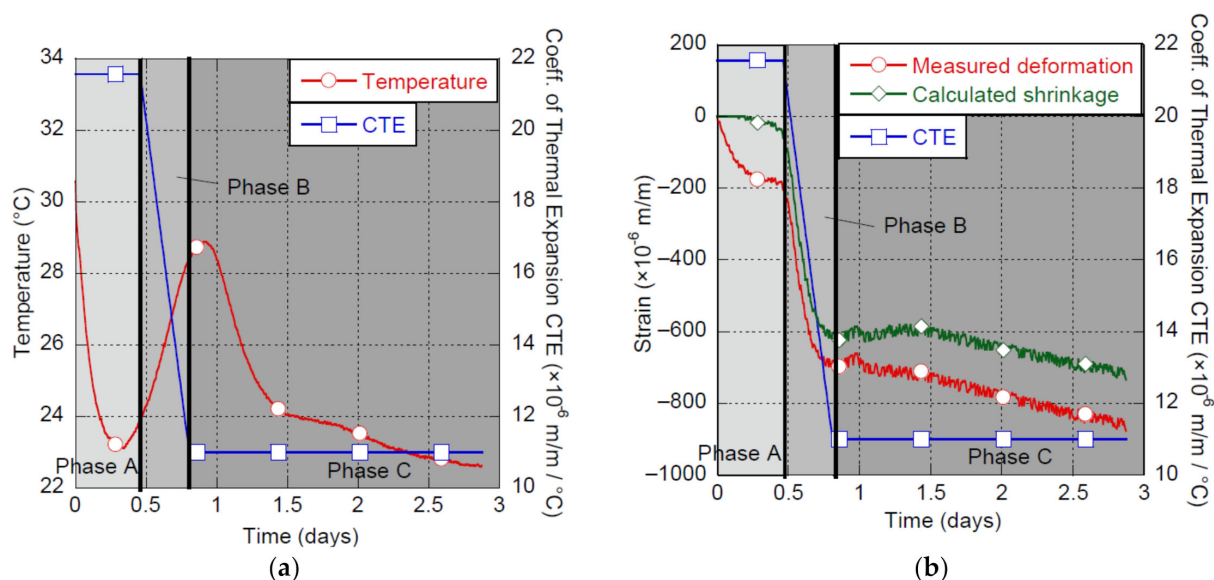 34
32
30
28
26
24
22
Temperature (°C)
Temperature
CTE
Phase B
Phase A
Phase C
0
0.5
1
1.5
2
2.5
3
Time (days)
22
20
18
16
14
12
10
Coeff. of Thermal Expansion CTE (×10⁻⁶ m/m / °C)
(a)
200
0
−200
−400
−600
−800
−1000
Strain (×10⁻⁹ m/m)
Measured deformation
Calculated shrinkage
CTE
Phase B
Phase A
Phase C
0
0.5
1
1.5
2
2.5
3
Time (days)
22
20
18
16
14
12
10
Coeff. of Thermal Expansion CTE (×10⁻⁶ m/m / °C)
(b)